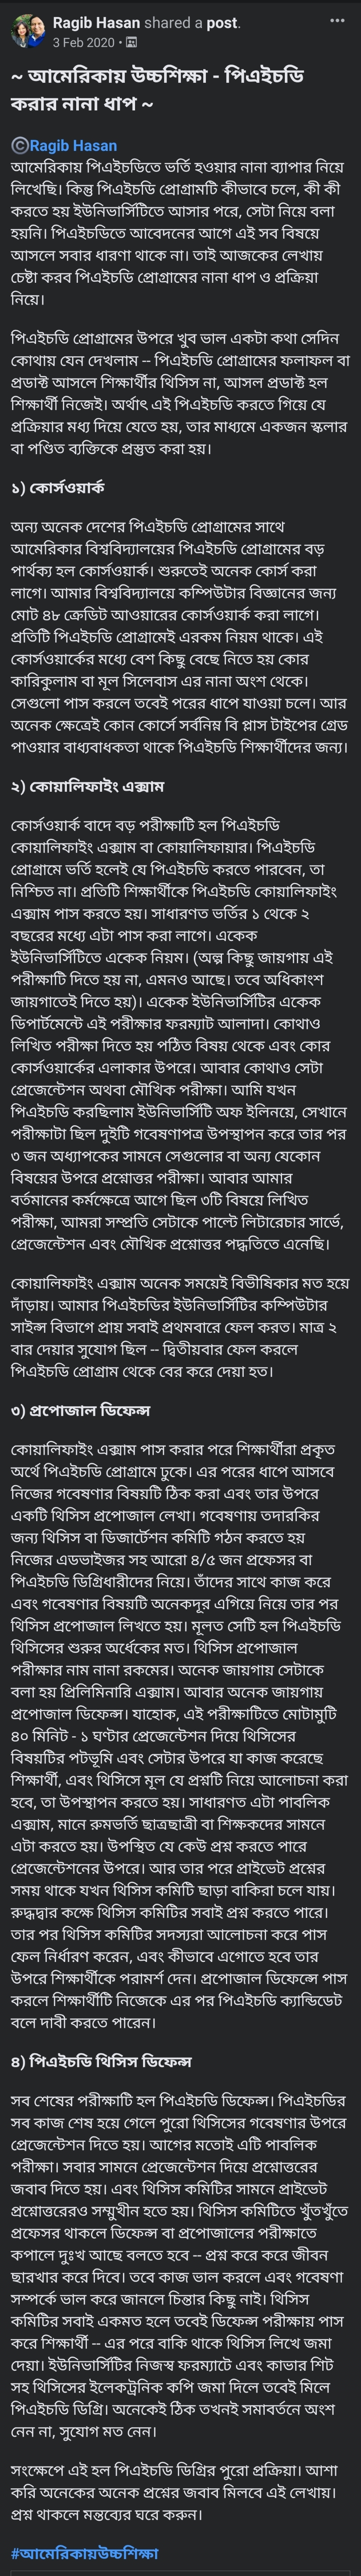 Ragib Hasan shared a post.
3 Feb 2020 •
~ আমেরিকায় উচ্চশিক্ষা - পিএইচডি
করার নানা ধাপ ~
©Ragib Hasan
আমেরিকায় পিএইচডিতে ভর্তি হওয়ার নানা ব্যাপার নিয়ে
লিখেছি। কিন্তু পিএইচডি প্রোগ্রামটি কীভাবে চলে, কী কী
করতে হয় ইউনিভার্সিটিতে আসার পরে, সেটা নিয়ে বলা
হয়নি। পিএইচডিতে আবেদনের আগে এই সব বিষয়ে
আসলে সবার ধারণা থাকে না। তাই আজকের লেখায়
চেষ্টা করব পিএইচডি প্রোগ্রামের নানা ধাপ ও প্রক্রিয়া
নিয়ে।
পিএইচডি প্রোগ্রামের উপরে খুব ভাল একটা কথা সেদিন
কোথায় যেন দেখলাম -- পিএইচডি প্রোগ্রামের ফলাফল বা
প্রডাক্ট আসলে শিক্ষার্থীর থিসিস না, আসল প্রডাক্ট হল
শিক্ষার্থী নিজেই। অর্থাৎ এই পিএইচডি করতে গিয়ে যে
প্রক্রিয়ার মধ্য দিয়ে যেতে হয়, তার মাধ্যমে একজন স্কলার
বা পণ্ডিত ব্যক্তিকে প্রস্তুত করা হয়।
১) কোর্সওয়ার্ক
অন্য অনেক দেশের পিএইচডি প্রোগ্রামের সাথে
আমেরিকার বিশ্ববিদ্যালয়ের পিএইচডি প্রোগ্রামের বড়
পার্থক্য হল কোর্সওয়ার্ক। শুরুতেই অনেক কোর্স করা
লাগে। আমার বিশ্ববিদ্যালয়ে কম্পিউটার বিজ্ঞানের জন্য
মোট ৪৮ ক্রেডিট আওয়ারের কোর্সওয়ার্ক করা লাগে।
প্রতিটি পিএইচডি প্রোগ্রামেই এরকম নিয়ম থাকে। এই
কোর্সওয়ার্কের মধ্যে বেশ কিছু বেছে নিতে হয় কোর
কারিকুলাম বা মূল সিলেবাস এর নানা অংশ থেকে।
সেগুলো পাস করলে তবেই পরের ধাপে যাওয়া চলে। আর
অনেক ক্ষেত্রেই কোন কোর্সে সর্বনিম্ন বি প্লাস টাইপের গ্রেড
পাওয়ার বাধ্যবাধকতা থাকে পিএইচডি শিক্ষার্থীদের জন্য।
২) কোয়ালিফাইং এক্সাম
কোর্সওয়ার্ক বাদে বড় পরীক্ষাটি হল পিএইচডি
কোয়ালিফাইং এক্সাম বা কোয়ালিফায়ার। পিএইচডি
প্রোগ্রামে ভর্তি হলেই যে পিএইচডি করতে পারবেন, তা
নিশ্চিত না। প্রতিটি শিক্ষার্থীকে পিএইচডি কোয়ালিফাইং
এক্সাম পাস করতে হয়। সাধারণত ভর্তির ১ থেকে ২
বছরের মধ্যে এটা পাস করা লাগে। একেক
ইউনিভার্সিটিতে একেক নিয়ম। (অল্প কিছু জায়গায় এই
পরীক্ষাটি দিতে হয় না, এমনও আছে। তবে অধিকাংশ
জায়গাতেই দিতে হয়)। একেক ইউনিভার্সিটির একেক
ডিপার্টমেন্টে এই পরীক্ষার ফরম্যাট আলাদা। কোথাও
লিখিত পরীক্ষা দিতে হয় পঠিত বিষয় থেকে এবং কোর
কোর্সওয়ার্কের এলাকার উপরে। আবার কোথাও সেটা
প্রেজেন্টেশন অথবা মৌখিক পরীক্ষা। আমি যখন
পিএইচডি করছিলাম ইউনিভার্সিটি অফ ইলিনয়ে, সেখানে
পরীক্ষাটা ছিল দুইটি গবেষণাপত্র উপস্থাপন করে তার পর
৩ জন অধ্যাপকের সামনে সেগুলোর বা অন্য যেকোন
বিষয়ের উপরে প্রশ্নোত্তর পরীক্ষা। আবার আমার
বর্তমানের কর্মক্ষেত্রে আগে ছিল ৩টি বিষয়ে লিখিত
পরীক্ষা, আমরা সম্প্রতি সেটাকে পাল্টে লিটারেচার সার্ভে,
প্রেজেন্টেশন এবং মৌখিক প্রশ্নোত্তর পদ্ধতিতে এনেছি।
কোয়ালিফাইং এক্সাম অনেক সময়েই বিভীষিকার মত হয়ে
দাঁড়ায়। আমার পিএইচডির ইউনিভার্সিটির কম্পিউটার
সাইন্স বিভাগে প্রায় সবাই প্রথমবারে ফেল করত। মাত্র ২
বার দেয়ার সুযোগ ছিল -- দ্বিতীয়বার ফেল করলে
পিএইচডি প্রোগ্রাম থেকে বের করে দেয়া হত।
৩) প্রপোজাল ডিফেন্স
কোয়ালিফাইং এক্সাম পাস করার পরে শিক্ষার্থীরা প্রকৃত
অর্থে পিএইচডি প্রোগ্রামে ঢুকে। এর পরের ধাপে আসবে
নিজের গবেষণার বিষয়টি ঠিক করা এবং তার উপরে
একটি থিসিস প্রপোজাল লেখা। গবেষণায় তদারকির
জন্য থিসিস বা ডিজার্টেশন কমিটি গঠন করতে হয়
নিজের এডভাইজর সহ আরো ৪/৫ জন প্রফেসর বা
পিএইচডি ডিগ্রিধারীদের নিয়ে। তাঁদের সাথে কাজ করে
এবং গবেষণার বিষয়টি অনেকদূর এগিয়ে নিয়ে তার পর
থিসিস প্রপোজাল লিখতে হয়। মূলত সেটি হল পিএইচডি
থিসিসের শুরুর অর্ধেকের মত। থিসিস প্রপোজাল
পরীক্ষার নাম নানা রকমের। অনেক জায়গায় সেটাকে
বলা হয় প্রিলিমিনারি এক্সাম। আবার অনেক জায়গায়
প্রপোজাল ডিফেন্স। যাহোক, এই পরীক্ষাটিতে মোটামুটি
৪০ মিনিট - ১ ঘণ্টার প্রেজেন্টেশন দিয়ে থিসিসের
বিষয়টির পটভূমি এবং সেটার উপরে যা কাজ করেছে
শিক্ষার্থী, এবং থিসিসে মূল যে প্রশ্নটি নিয়ে আলোচনা করা
হবে, তা উপস্থাপন করতে হয়। সাধারণত এটা পাবলিক
এক্সাম, মানে রুমভর্তি ছাত্রছাত্রী বা শিক্ষকদের সামনে
এটা করতে হয়। উপস্থিত যে কেউ প্রশ্ন করতে পারে
প্রেজেন্টেশনের উপরে। আর তার পরে প্রাইভেট প্রশ্নের
সময় থাকে যখন থিসিস কমিটি ছাড়া বাকিরা চলে যায়।
রুদ্ধদ্বার কক্ষে থিসিস কমিটির সবাই প্রশ্ন করতে পারে।
তার পর থিসিস কমিটির সদস্যরা আলোচনা করে পাস
ফেল নির্ধারণ করেন, এবং কীভাবে এগোতে হবে তার
উপরে শিক্ষার্থীকে পরামর্শ দেন। প্রপোজাল ডিফেন্সে পাস
করলে শিক্ষার্থীটি নিজেকে এর পর পিএইচডি ক্যান্ডিডেট
বলে দাবী করতে পারেন।
৪) পিএইচডি থিসিস ডিফেন্স
সব শেষের পরীক্ষাটি হল পিএইচডি ডিফেন্স। পিএইচডির
সব কাজ শেষ হয়ে গেলে পুরো থিসিসের গবেষণার উপরে
প্রেজেন্টেশন দিতে হয়। আগের মতোই এটি পাবলিক
পরীক্ষা। সবার সামনে প্রেজেন্টেশন দিয়ে প্রশ্নোত্তরের
জবাব দিতে হয়। এবং থিসিস কমিটির সামনে প্রাইভেট
প্রশ্নোত্তরেরও সম্মুখীন হতে হয়। থিসিস কমিটিতে খুঁতখুঁতে
প্রফেসর থাকলে ডিফেন্স বা প্রপোজালের পরীক্ষাতে
কপালে দুঃখ আছে বলতে হবে -- প্রশ্ন করে করে জীবন
ছারখার করে দিবে। তবে কাজ ভাল করলে এবং গবেষণা
সম্পর্কে ভাল করে জানলে চিন্তার কিছু নাই। থিসিস
কমিটির সবাই একমত হলে তবেই ডিফেন্স পরীক্ষায় পাস
করে শিক্ষার্থী -- এর পরে বাকি থাকে থিসিস লিখে জমা
দেয়া। ইউনিভার্সিটির নিজস্ব ফরম্যাটে এবং কাভার শিট
সহ থিসিসের ইলেকট্রনিক কপি জমা দিলে তবেই মিলে
পিএইচডি ডিগ্রি। অনেকেই ঠিক তখনই সমাবর্তনে অংশ
নেন না, সুযোগ মত নেন।
সংক্ষেপে এই হল পিএইচডি ডিগ্রির পুরো প্রক্রিয়া। আশা
করি অনেকের অনেক প্রশ্নের জবাব মিলবে এই লেখায়।
প্রশ্ন থাকলে মন্তব্যের ঘরে করুন।
#আমেরিকায়উচ্চশিক্ষা